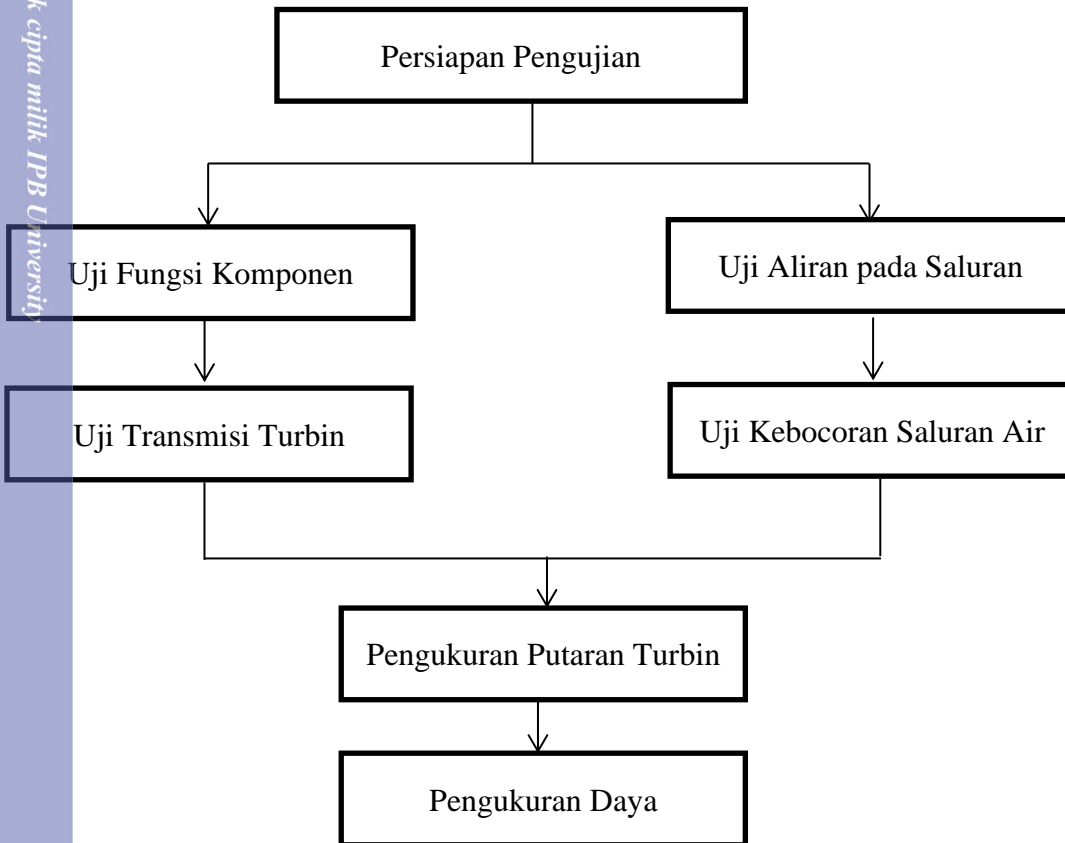 k cipta milik IPB University
Persiapan Pengujian
Uji Fungsi Komponen
Uji Aliran pada Saluran
Uji Transmisi Turbin
Uji Kebocoran Saluran Air
Pengukuran Putaran Turbin
Pengukuran Daya